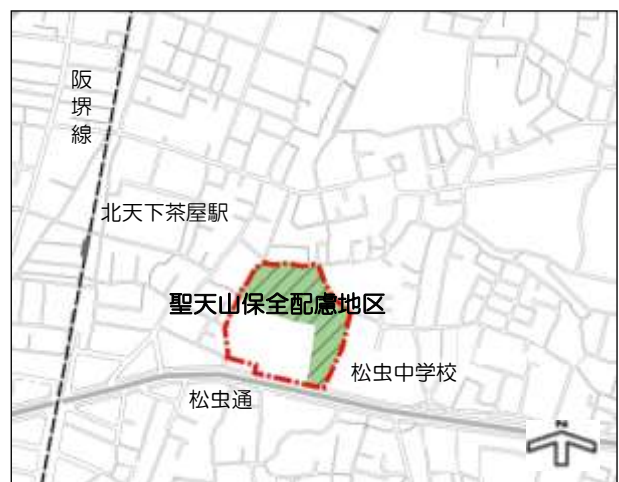 阪堺線
北天下茶屋駅
聖天山保全配慮地区
松虫中学校
松虫通
N